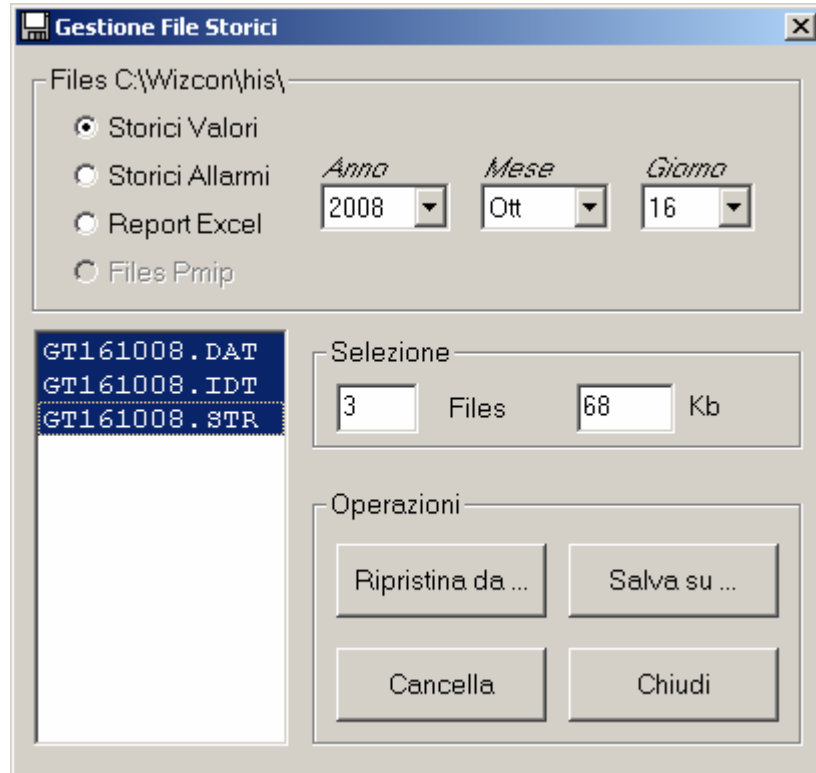 Gestione File Storici
Files C:\Wizcon\his\
Storici Valori
Storici Allarmi
Report Excel
Files Pmip
Anno Mese Giorno
2008 Ott 16
GT161008.DAT
GT161008.IDT
GT161008.STR
Selezione
3 Files 68 Kb
Operazioni
Ripristina da ... Salva su ...
Cancella Chiudi